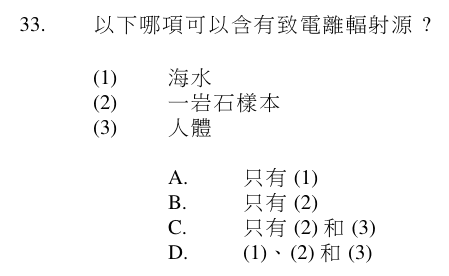 33. 以下哪項可以含有致電離輻射源？
(1) 海水
(2) 一岩石樣本
(3) 人體
A. 只有 (1)
B. 只有 (2)
C. 只有 (2) 和 (3)
D. (1)、(2) 和 (3)